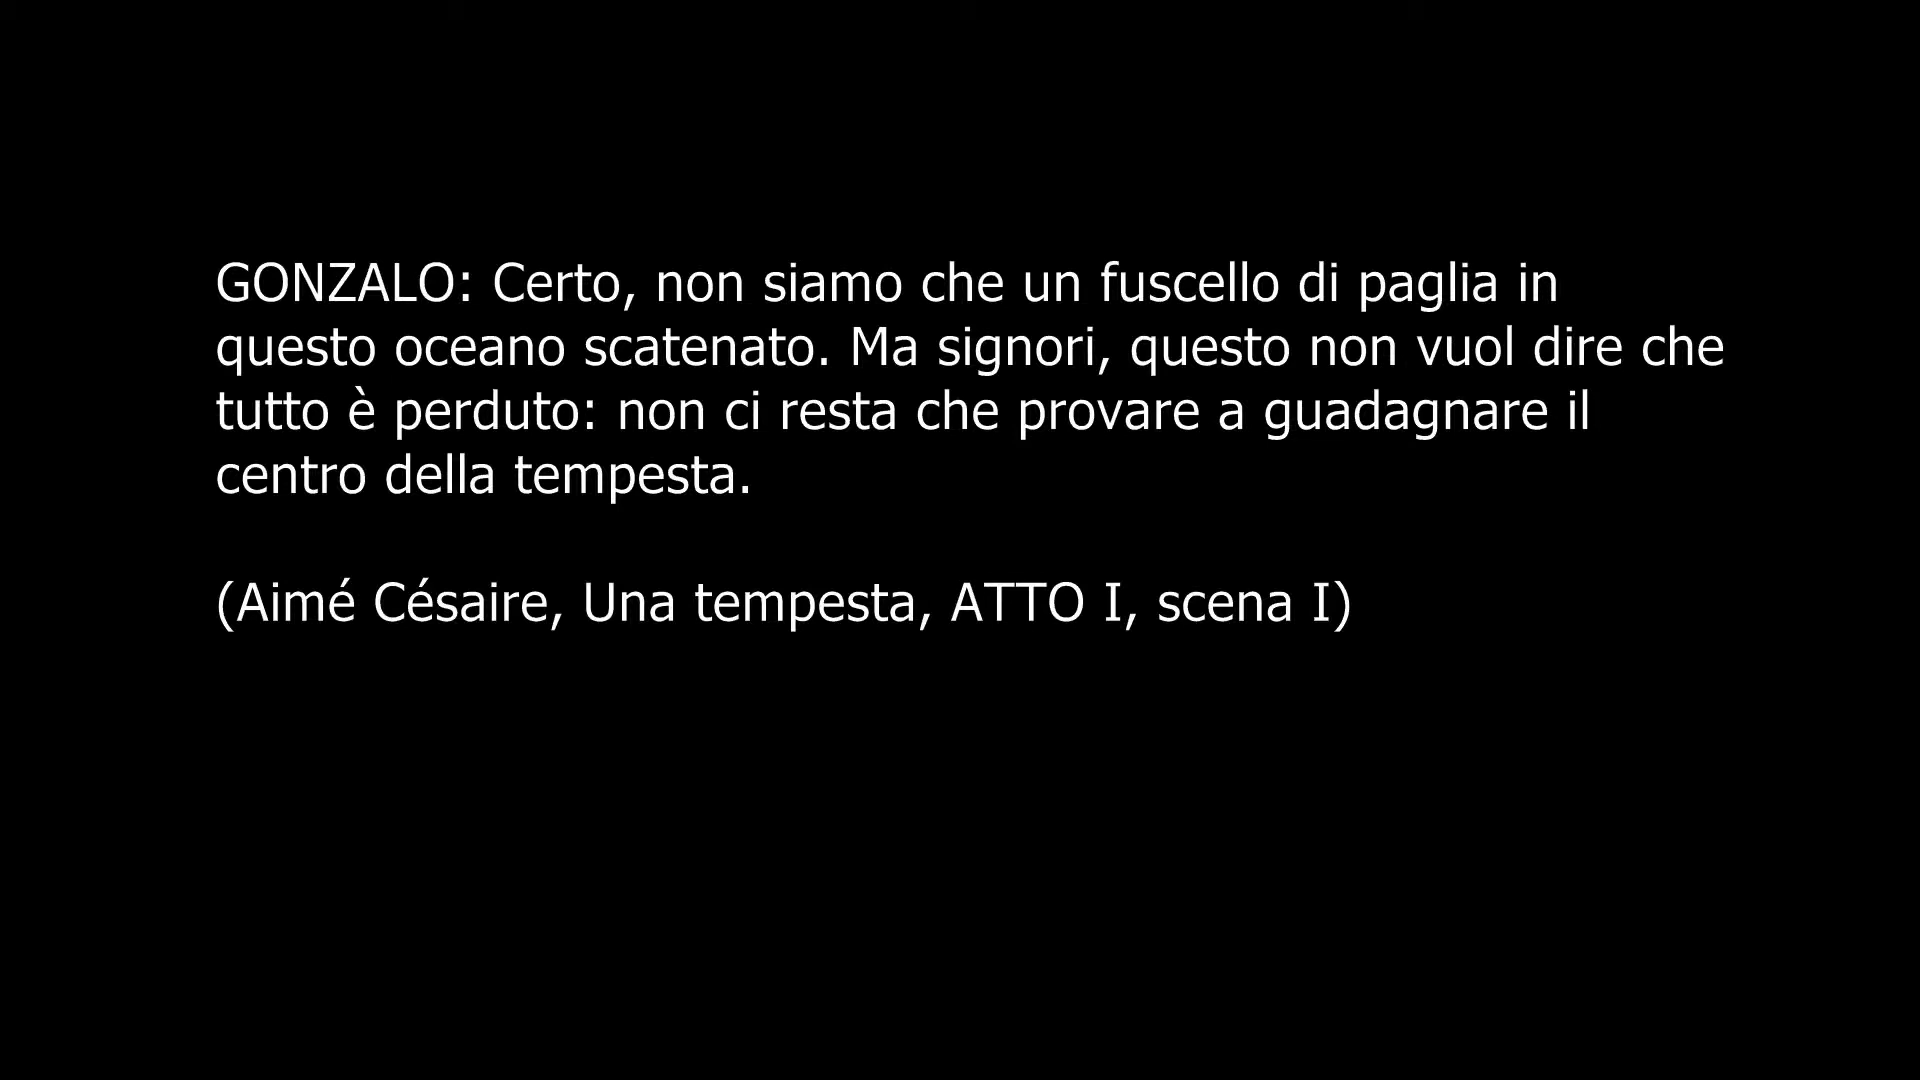 GONZALO: Certo, non siamo che un fuscello di paglia in
questo oceano scatenato. Ma signori, questo non vuol dire che
tutto è perduto: non ci resta che provare a guadagnare il
centro della tempesta.
(Aimé Césaire, Una tempesta, ATTO I, scena I)